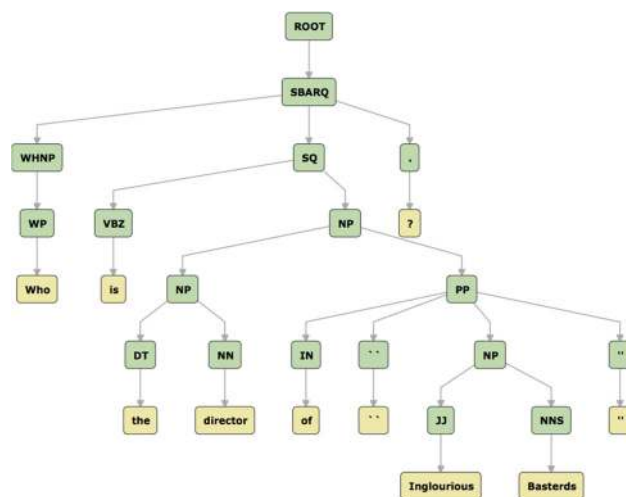 ROOT
SBARQ
WHNP SQ .
WP VBZ NP ?
Who is NP PP
DT NN IN `` NP ''
the director of `` JJ NNS ''
Inglourious Basterds